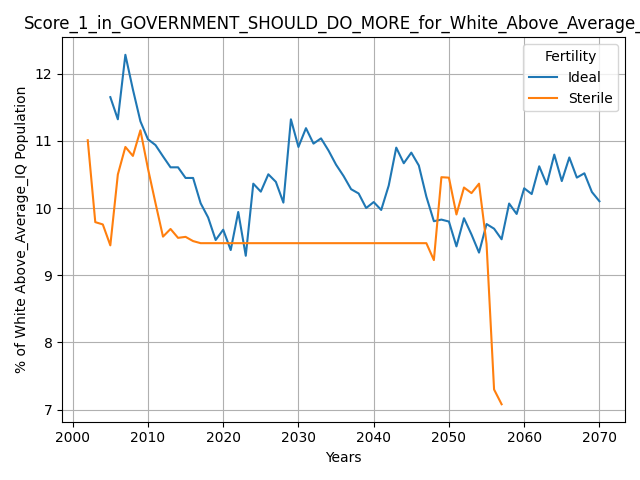 Score_1_in_GOVERNMENT_SHOULD_DO_MORE_for_White_Above_Average_
Fertility
Ideal
Sterile
% of White Above_Average_IQ Population
12
11
10
9
8
7
2000 2010 2020 2030 2040 2050 2060 2070
Years